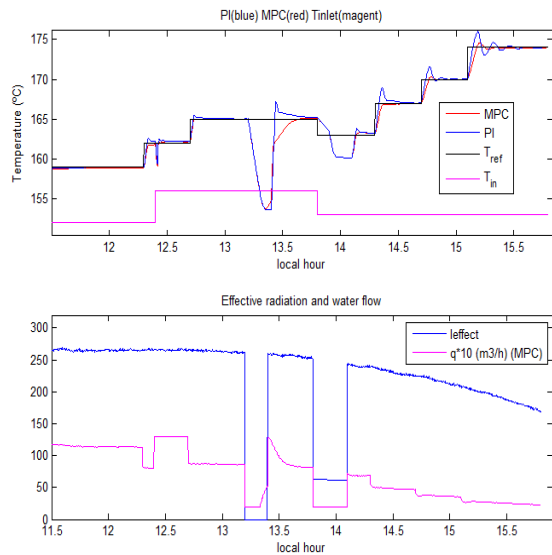 PI(blue) MPC(red) Tinlet(magent)
Temperature (ºC)
175
170
165
160
155
MPC
PI
T_ref
T_in
12
12.5
13
13.5
14
14.5
15
15.5
local hour
Effective radiation and water flow
300
250
200
150
100
50
0
Ieffect
q*10 (m3/h) (MPC)
11.5
12
12.5
13
13.5
14
14.5
15
15.5
local hour